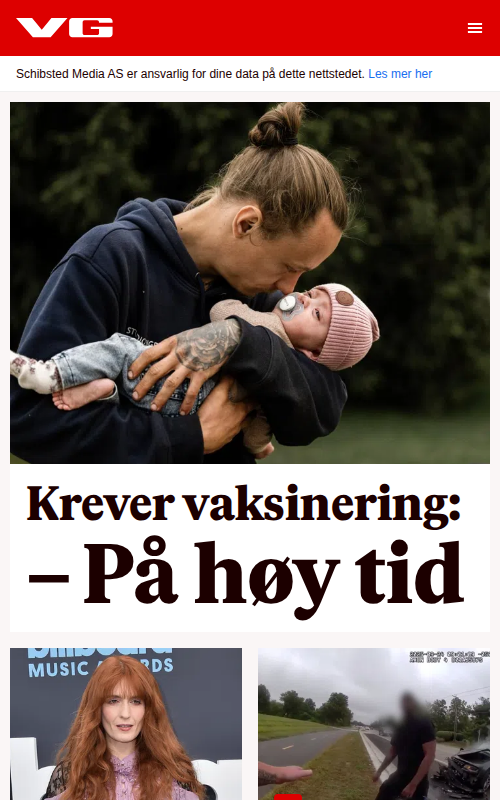 VG
Schibsted Media AS er ansvarlig for dine data på dette nettstedet. Les mer her
Krever vaksinering:
– På høy tid
billboard
MUSIC AWARDS